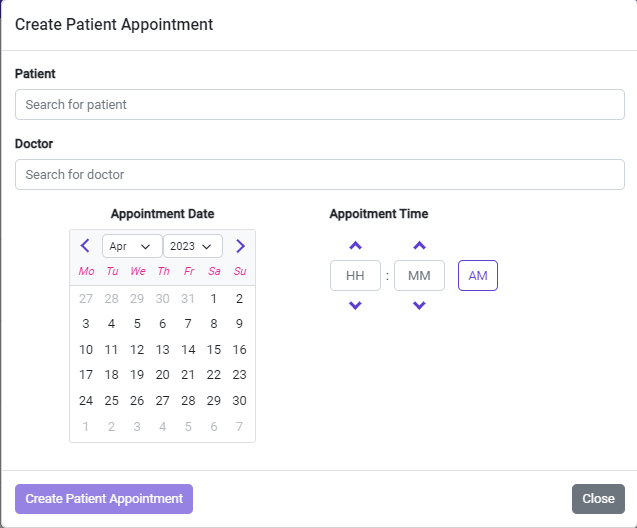 Create Patient Appointment
Patient
Search for patient
Doctor
Search for doctor
Appointment Date
Appoitment Time
Apr 2023
Mo Tu We Th Fr Sa Su
27 28 29 30 31 1 2
3 4 5 6 7 8 9
10 11 12 13 14 15 16
17 18 19 20 21 22 23
24 25 26 27 28 29 30
1 2 3 4 5 6 7
HH : MM AM
Create Patient Appointment
Close